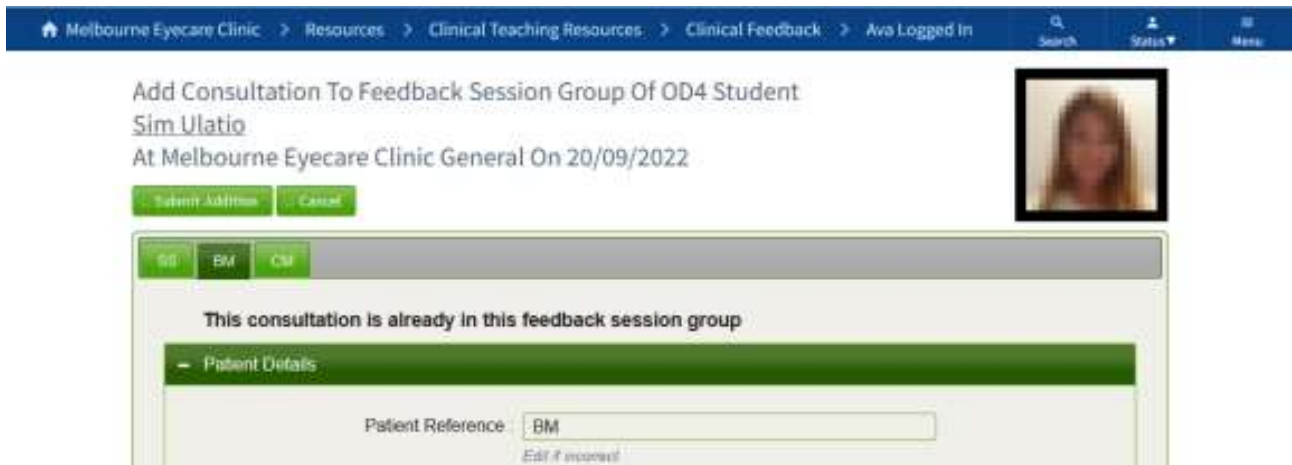 Melbourne Eyecare Clinic > Resources > Clinical Teaching Resources > Clinical Feedback > Ava Logged In
Search
Status▼
Menu
Add Consultation To Feedback Session Group Of OD4 Student
Sim Ulatio
At Melbourne Eyecare Clinic General On 20/09/2022
Submit Addition Cancel
SS BM CM
This consultation is already in this feedback session group
– Patient Details
Patient Reference BM
Edit if incorrect